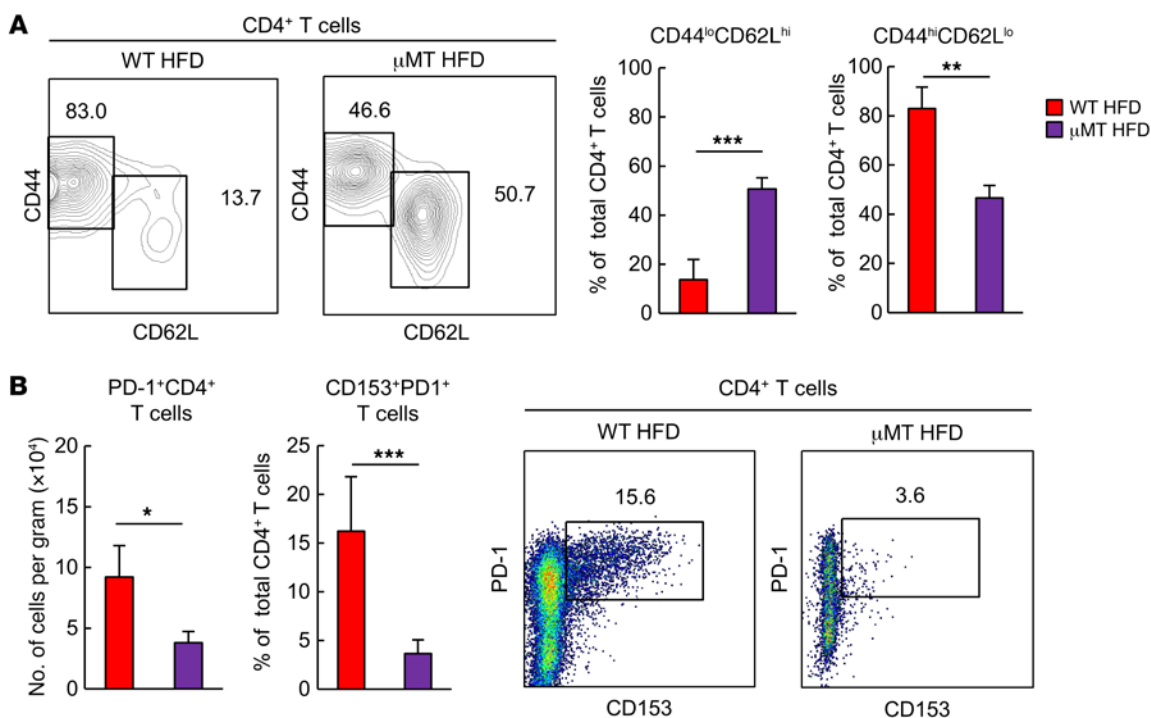 A
CD4⁺ T cells
WT HFD
μMT HFD
83.0
13.7
CD44
CD62L
46.6
50.7
CD44
CD62L
CD44ˡᵒCD62Lʰⁱ
% of total CD4⁺ T cells
100
80
60
40
20
0
***
CD44ʰⁱCD62Lˡᵒ
% of total CD4⁺ T cells
100
80
60
40
20
0
**
WT HFD
μMT HFD
B
PD-1⁺CD4⁺
T cells
No. of cells per gram (×10⁴)
20
15
10
5
0
*
CD153⁺PD1⁺
T cells
% of total CD4⁺ T cells
25
20
15
10
5
0
***
CD4⁺ T cells
WT HFD
μMT HFD
15.6
PD-1
CD153
3.6
PD-1
CD153